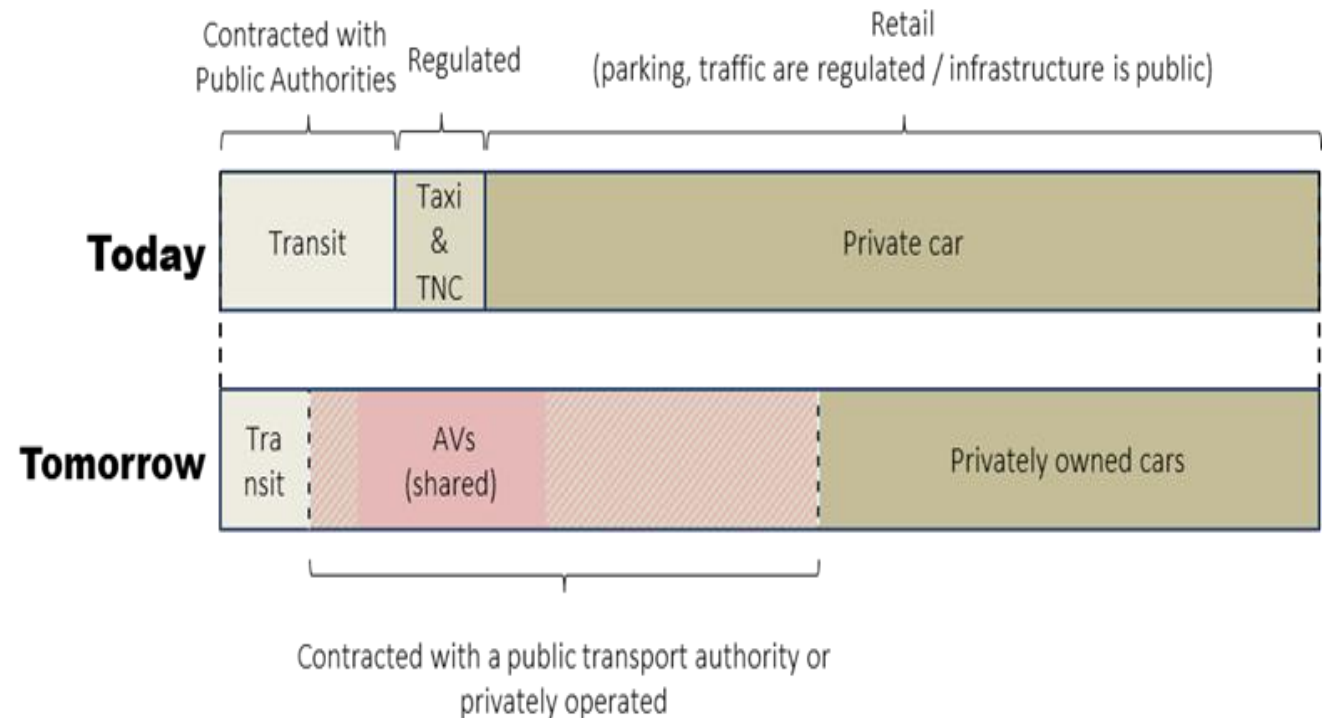 Contracted with
Public Authorities
Regulated
Retail
(parking, traffic are regulated / infrastructure is public)
Today
Transit
Taxi
&
TNC
Private car
Tomorrow
Tra
nsit
AVs
(shared)
Privately owned cars
Contracted with a public transport authority or
privately operated